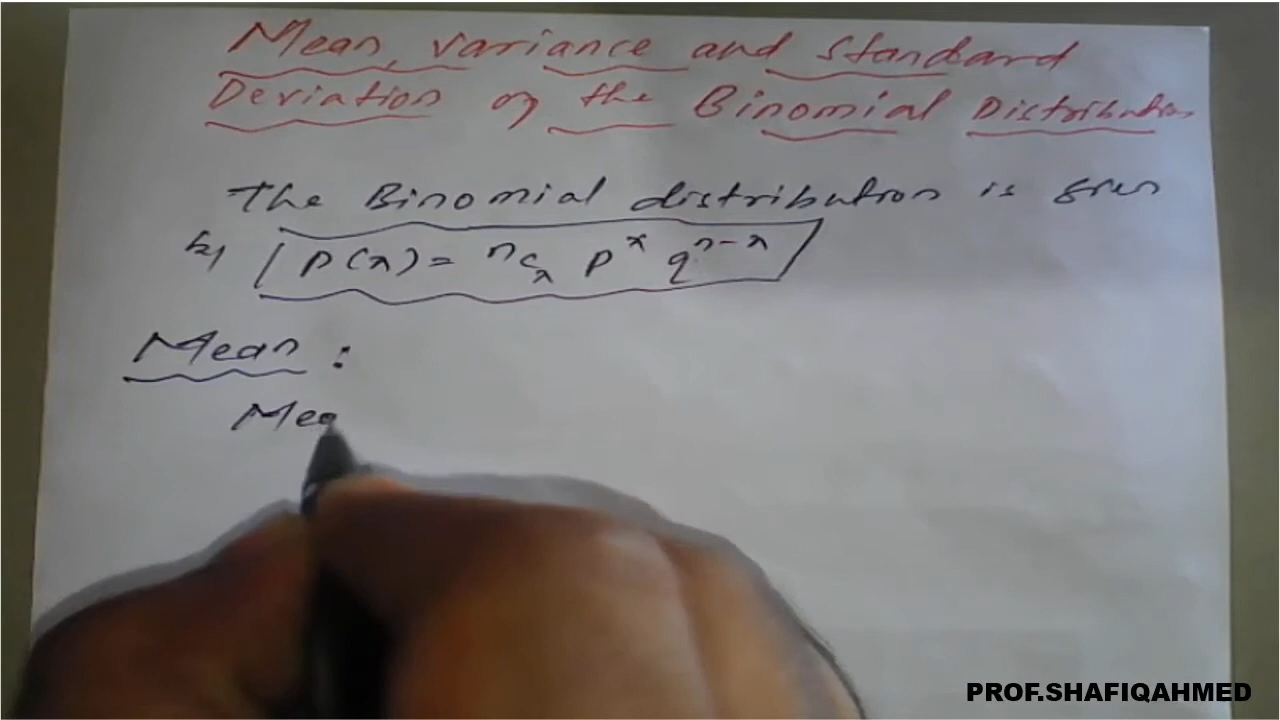 Mean, variance and standard
Deviation of the Binomial Distribution
The Binomial distribution is given
by P(x) = ⁿCₓ pˣ qⁿ⁻ˣ
Mean :
Mea
PROF.SHAFIQAHMED